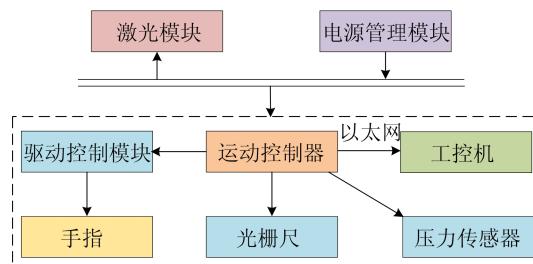 激光模块
电源管理模块
以太网
驱动控制模块
运动控制器
工控机
手指
光栅尺
压力传感器